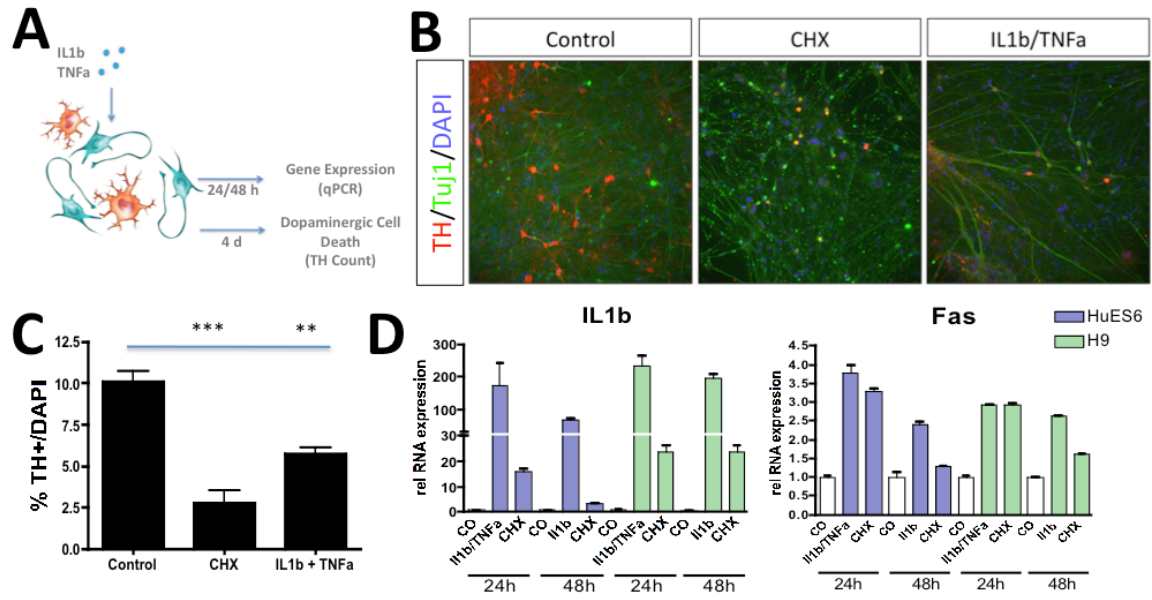 A
IL1b
TNFa
24/48 h
Gene Expression
(qPCR)
4 d
Dopaminergic Cell
Death
(TH Count)
B
Control
CHX
IL1b/TNFa
TH/Tuj1/DAPI
C
*** **
% TH+/DAPI
12.5
10.0
7.5
5.0
2.5
0.0
Control
CHX
IL1b + TNFa
D
IL1b
rel RNA expression
300
200
100
30
20
10
0
CO
Il1b/TNFa
CHX
CO
Il1b
CHX
CO
Il1b/TNFa
CHX
CO
Il1b
CHX
24h
48h
24h
48h
Fas
HuES6
H9
rel RNA expression
4.5
4.0
3.5
3.0
2.5
2.0
1.5
1.0
0.5
0.0
CO
Il1b/TNFa
CHX
CO
Il1b
CHX
CO
Il1b/TNFa
CHX
CO
Il1b
CHX
24h
48h
24h
48h